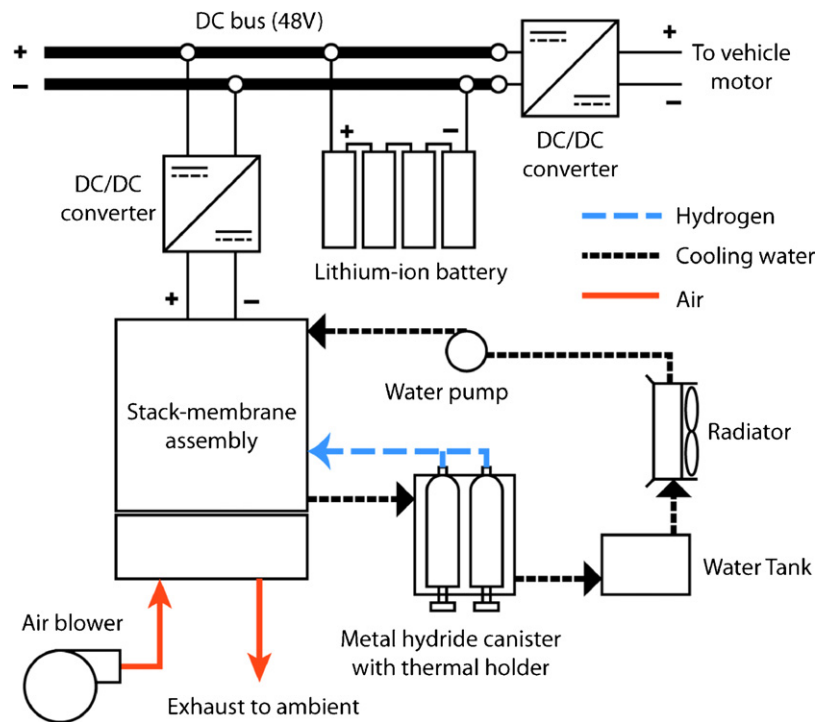 DC bus (48V)
+
+
To vehicle
motor
−
−
DC/DC
converter
+
−
DC/DC
converter
Lithium-ion battery
Hydrogen
Cooling water
Air
+
−
Stack-membrane
assembly
Water pump
Radiator
Water Tank
Air blower
Metal hydride canister
with thermal holder
Exhaust to ambient